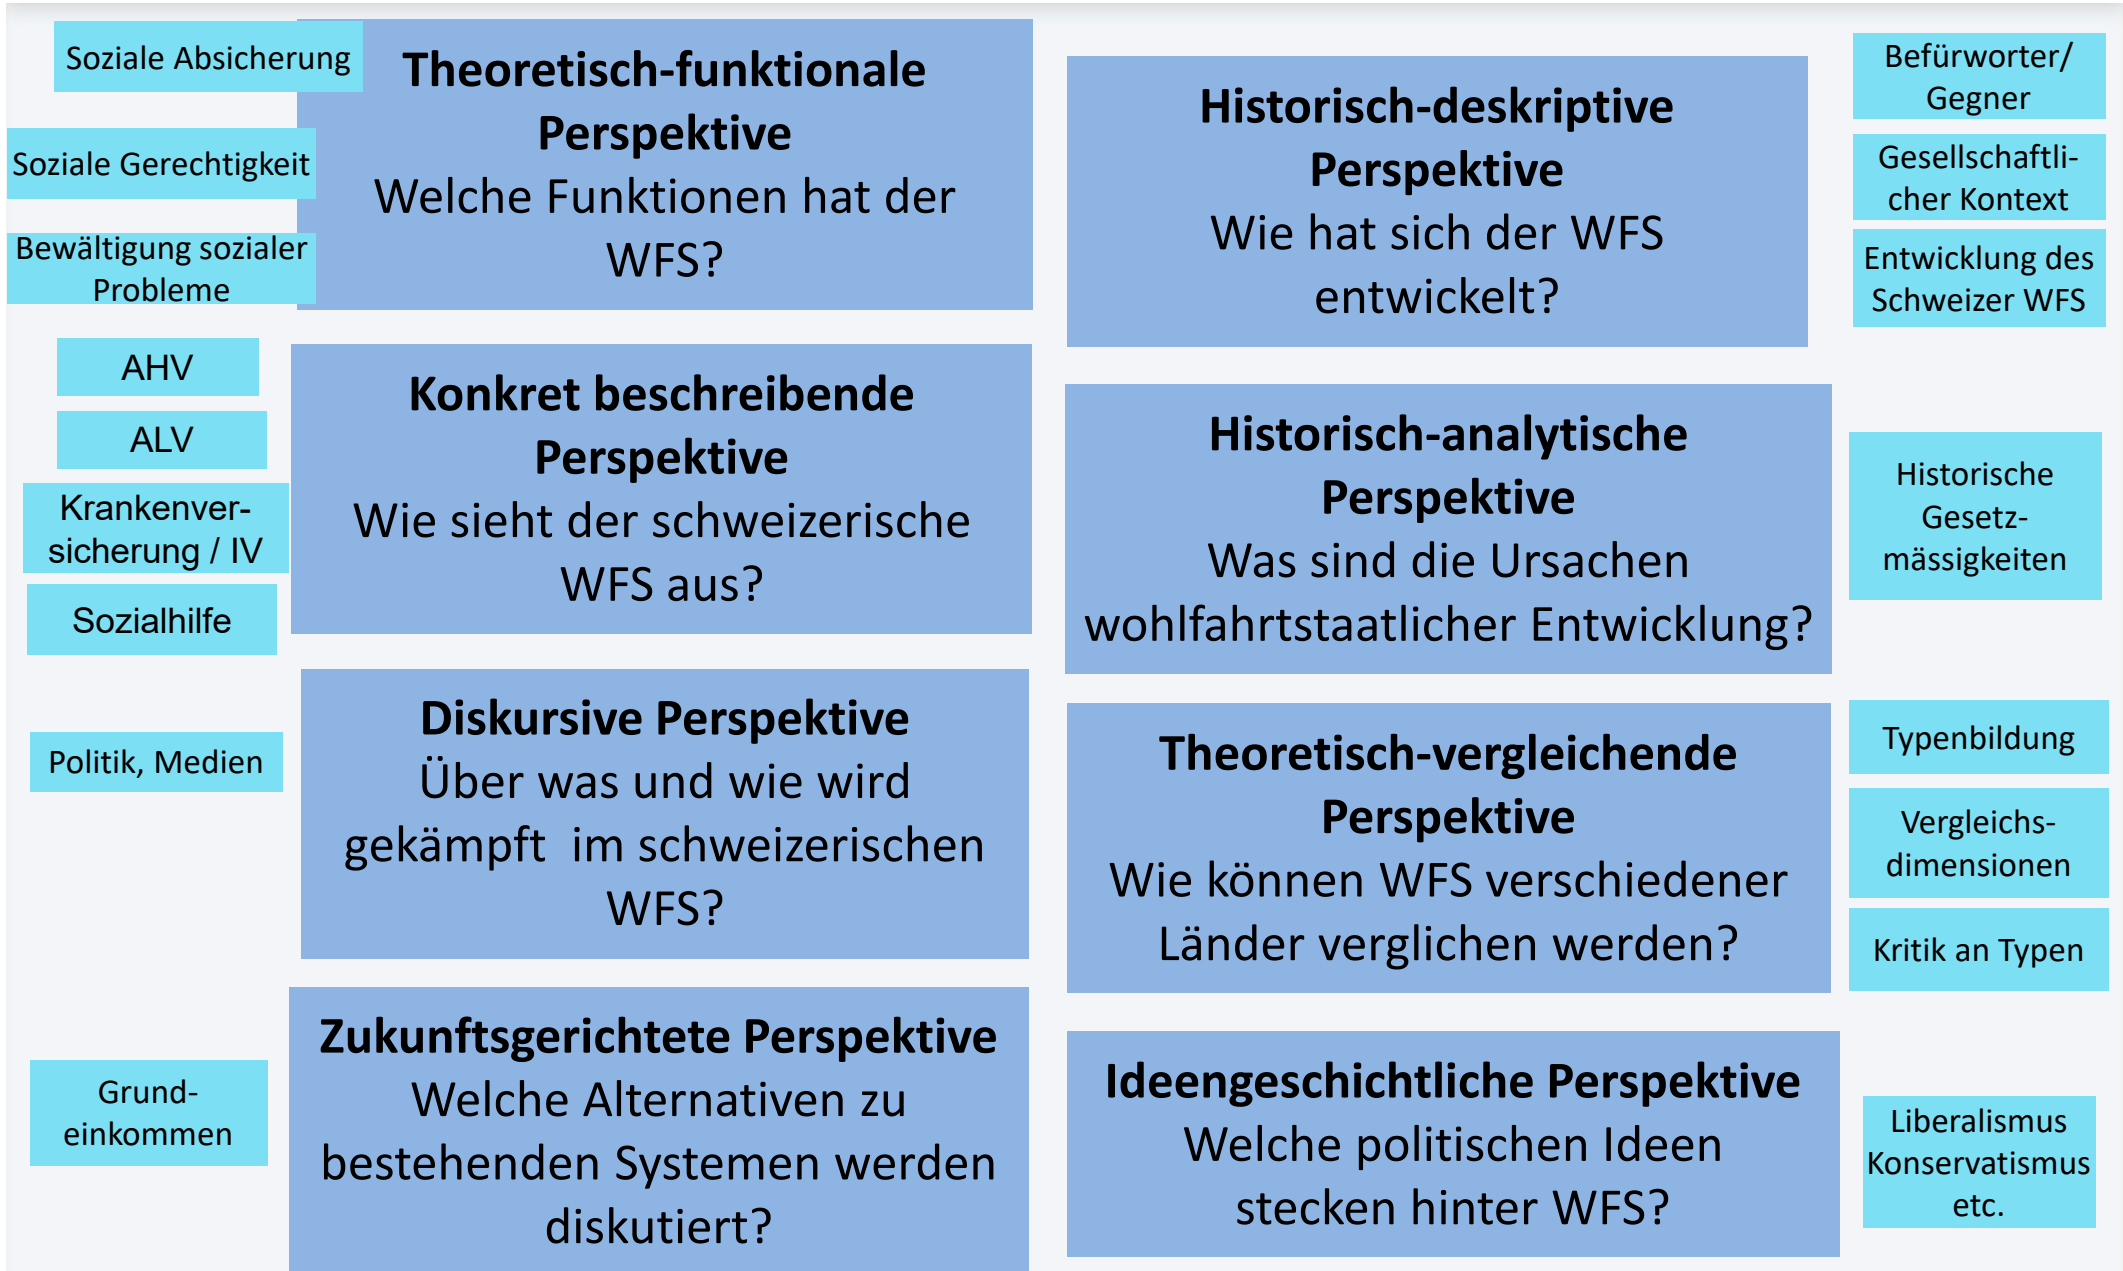 Soziale Absicherung
Soziale Gerechtigkeit
Bewältigung sozialer
Probleme
Theoretisch-funktionale
Perspektive
Welche Funktionen hat der
WFS?
AHV
ALV
Krankenver-
sicherung / IV
Sozialhilfe
Konkret beschreibende
Perspektive
Wie sieht der schweizerische
WFS aus?
Politik, Medien
Diskursive Perspektive
Über was und wie wird
gekämpft  im schweizerischen
WFS?
Grund-
einkommen
Zukunftsgerichtete Perspektive
Welche Alternativen zu
bestehenden Systemen werden
diskutiert?
Historisch-deskriptive
Perspektive
Wie hat sich der WFS
entwickelt?
Befürworter/
Gegner
Gesellschaftli-
cher Kontext
Entwicklung des
Schweizer WFS
Historisch-analytische
Perspektive
Was sind die Ursachen
wohlfahrtstaatlicher Entwicklung?
Historische
Gesetz-
mässigkeiten
Theoretisch-vergleichende
Perspektive
Wie können WFS verschiedener
Länder verglichen werden?
Typenbildung
Vergleichs-
dimensionen
Kritik an Typen
Ideengeschichtliche Perspektive
Welche politischen Ideen
stecken hinter WFS?
Liberalismus
Konservatismus
etc.